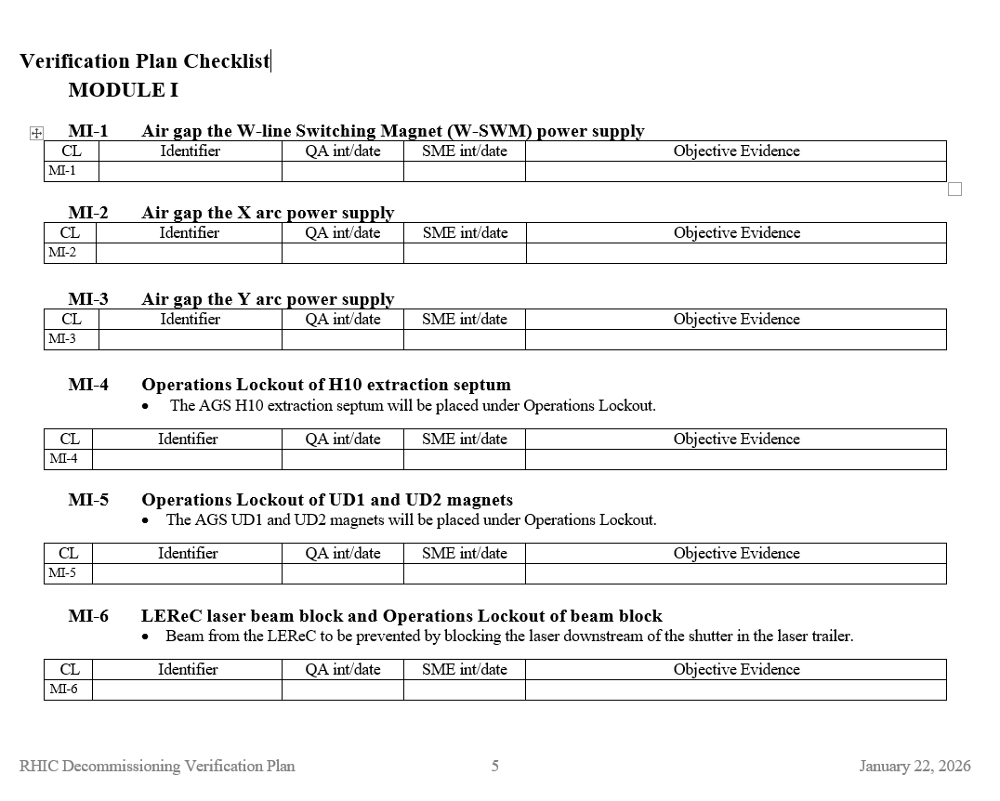 Verification Plan Checklist
MODULE I
MI-1 Air gap the W-line Switching Magnet (W-SWM) power supply
CL Identifier QA int/date SME int/date Objective Evidence
MI-1
MI-2 Air gap the X arc power supply
CL Identifier QA int/date SME int/date Objective Evidence
MI-2
MI-3 Air gap the Y arc power supply
CL Identifier QA int/date SME int/date Objective Evidence
MI-3
MI-4 Operations Lockout of H10 extraction septum
• The AGS H10 extraction septum will be placed under Operations Lockout.
CL Identifier QA int/date SME int/date Objective Evidence
MI-4
MI-5 Operations Lockout of UD1 and UD2 magnets
• The AGS UD1 and UD2 magnets will be placed under Operations Lockout.
CL Identifier QA int/date SME int/date Objective Evidence
MI-5
MI-6 LEReC laser beam block and Operations Lockout of beam block
• Beam from the LEReC to be prevented by blocking the laser downstream of the shutter in the laser trailer.
CL Identifier QA int/date SME int/date Objective Evidence
MI-6
RHIC Decommissioning Verification Plan 5 January 22, 2026